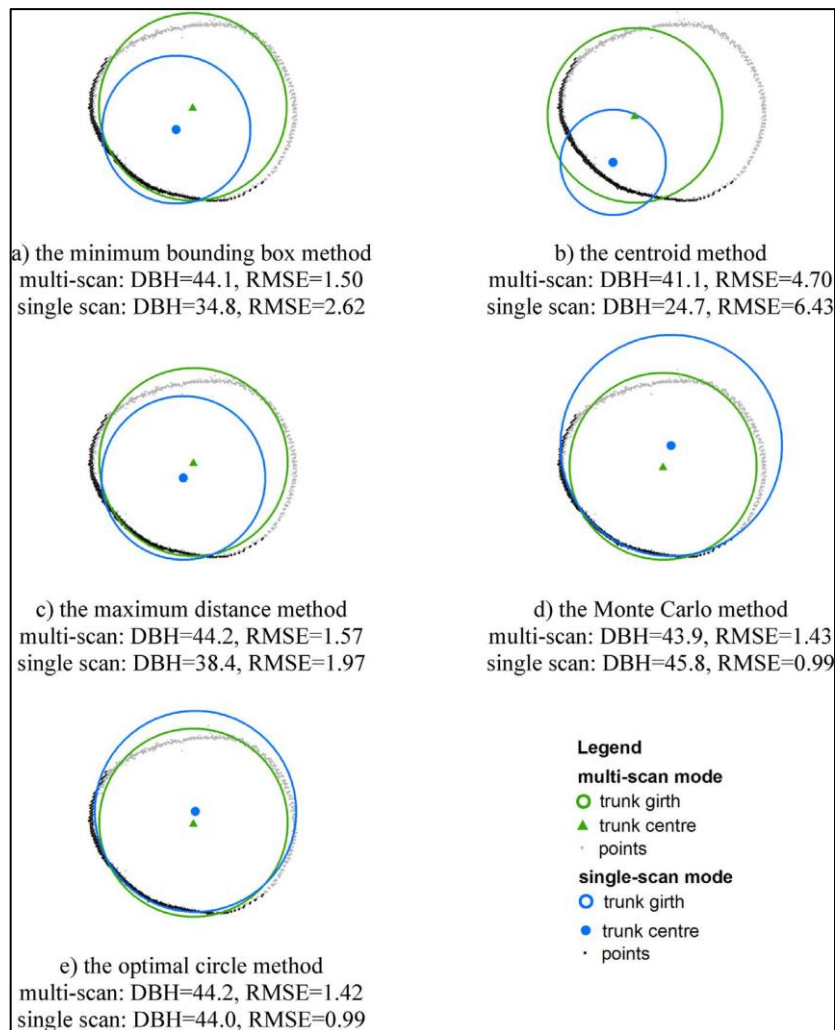 a) the minimum bounding box method
multi-scan: DBH=44.1, RMSE=1.50
single scan: DBH=34.8, RMSE=2.62
b) the centroid method
multi-scan: DBH=41.1, RMSE=4.70
single scan: DBH=24.7, RMSE=6.43
c) the maximum distance method
multi-scan: DBH=44.2, RMSE=1.57
single scan: DBH=38.4, RMSE=1.97
d) the Monte Carlo method
multi-scan: DBH=43.9, RMSE=1.43
single scan: DBH=45.8, RMSE=0.99
e) the optimal circle method
multi-scan: DBH=44.2, RMSE=1.42
single scan: DBH=44.0, RMSE=0.99
Legend
multi-scan mode
trunk girth
trunk centre
points
single-scan mode
trunk girth
trunk centre
points